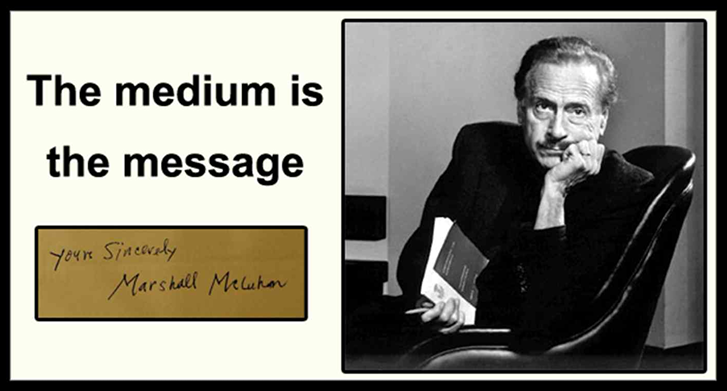 The medium is
the message
Yours Sincerely
Marshall McLuhan